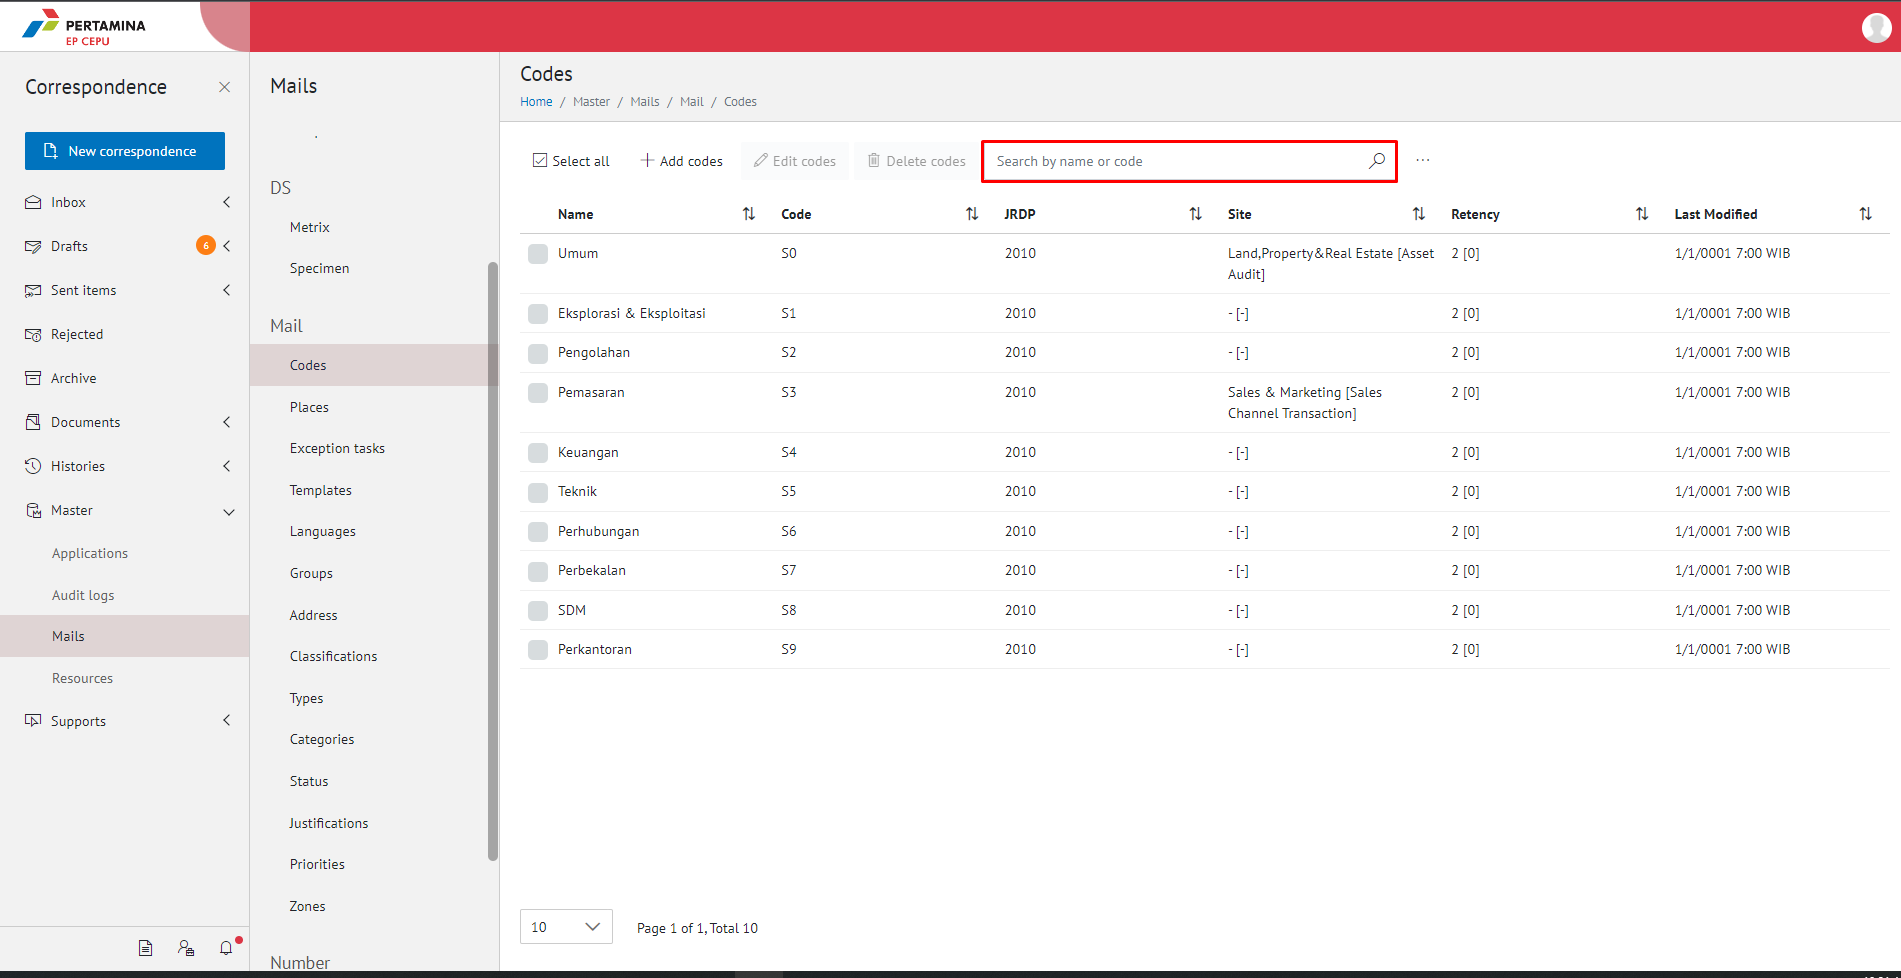 PERTAMINA
EP CEPU
Correspondence
New correspondence
Inbox
Drafts
6
Sent items
Rejected
Archive
Documents
Histories
Master
Applications
Audit logs
Mails
Resources
Supports
Mails
DS
Metrix
Specimen
Mail
Codes
Places
Exception tasks
Templates
Languages
Groups
Address
Classifications
Types
Categories
Status
Justifications
Priorities
Zones
Number
Codes
Home / Master / Mails / Mail / Codes
Select all Add codes Edit codes Delete codes Search by name or code ...
Name Code JRDP Site Retency Last Modified
Umum S0 2010 Land,Property&Real Estate [Asset Audit] 2 [0] 1/1/0001 7:00 WIB
Eksplorasi & Eksploitasi S1 2010 - [-] 2 [0] 1/1/0001 7:00 WIB
Pengolahan S2 2010 - [-] 2 [0] 1/1/0001 7:00 WIB
Pemasaran S3 2010 Sales & Marketing [Sales Channel Transaction] 2 [0] 1/1/0001 7:00 WIB
Keuangan S4 2010 - [-] 2 [0] 1/1/0001 7:00 WIB
Teknik S5 2010 - [-] 2 [0] 1/1/0001 7:00 WIB
Perhubungan S6 2010 - [-] 2 [0] 1/1/0001 7:00 WIB
Perbekalan S7 2010 - [-] 2 [0] 1/1/0001 7:00 WIB
SDM S8 2010 - [-] 2 [0] 1/1/0001 7:00 WIB
Perkantoran S9 2010 - [-] 2 [0] 1/1/0001 7:00 WIB
10 Page 1 of 1, Total 10